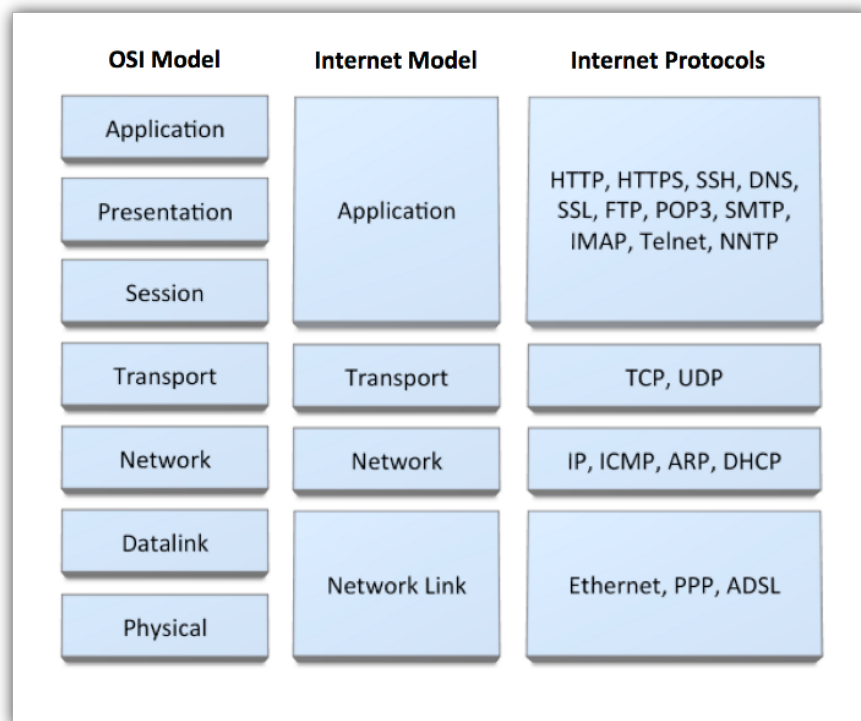 OSI Model
Internet Model
Internet Protocols
Application
Presentation
Session
Transport
Network
Datalink
Physical
Application
Transport
Network
Network Link
HTTP, HTTPS, SSH, DNS,
SSL, FTP, POP3, SMTP,
IMAP, Telnet, NNTP
TCP, UDP
IP, ICMP, ARP, DHCP
Ethernet, PPP, ADSL